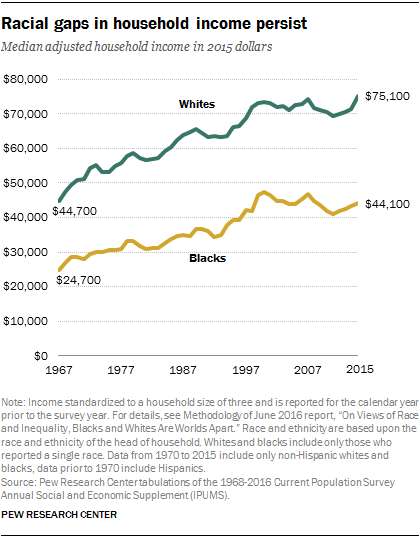 Racial gaps in household income persist
Median adjusted household income in 2015 dollars
$80,000
$75,100
$70,000
Whites
$60,000
$50,000
$44,700
$44,100
$40,000
$30,000
Blacks
$24,700
$20,000
$10,000
$0
1967 1977 1987 1997 2007 2015
Note: Income standardized to a household size of three and is reported for the calendar year
prior to the survey year. For details, see Methodology of June 2016 report, “On Views of Race
and Inequality, Blacks and Whites Are Worlds Apart.” Race and ethnicity are based upon the
race and ethnicity of the head of household. Whites and blacks include only those who
reported a single race. Data from 1970 to 2015 include only non-Hispanic whites and
blacks, data prior to 1970 include Hispanics.
Source: Pew Research Center tabulations of the 1968-2016 Current Population Survey
Annual Social and Economic Supplement (IPUMS).
PEW RESEARCH CENTER